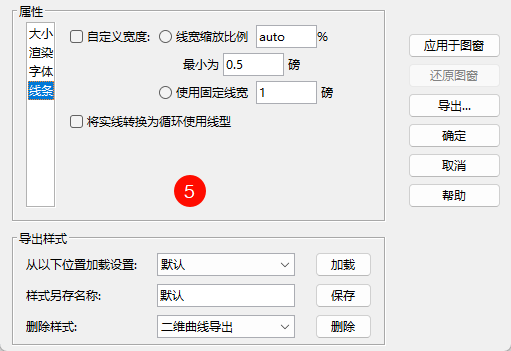 属性
大小
渲染
字体
线条
自定义宽度: 线宽缩放比例 auto %
最小为 0.5 磅
使用固定线宽 1 磅
将实线转换为循环使用线型
5
应用于图窗
还原图窗
导出...
确定
取消
帮助
导出样式
从以下位置加载设置: 默认 加载
样式另存名称: 默认 保存
删除样式: 二维曲线导出 删除